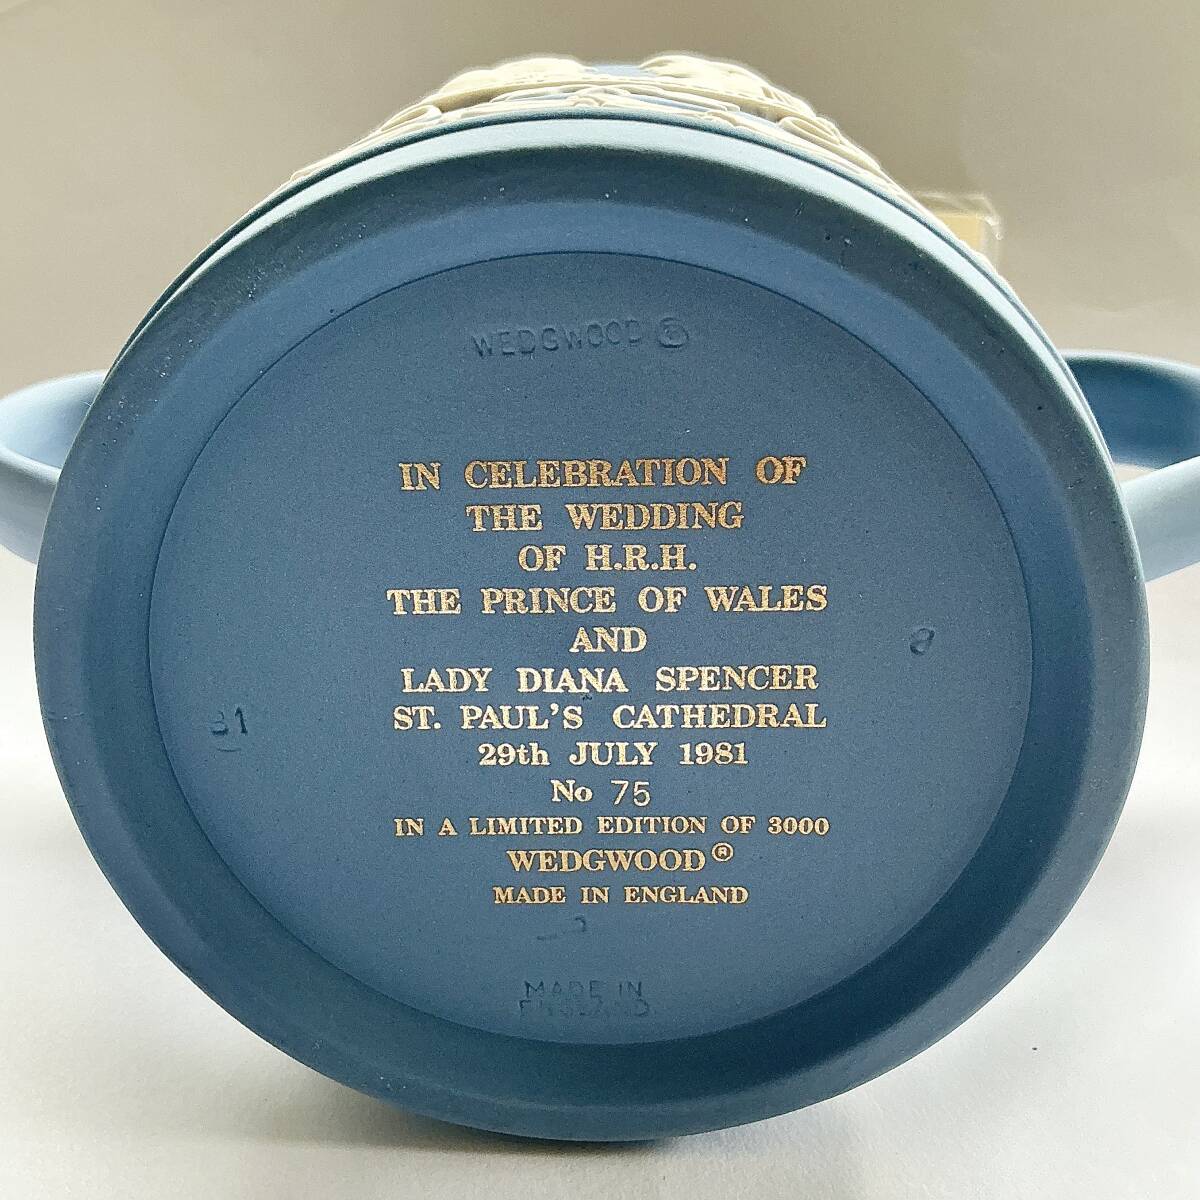 WEDGWOOD ®
IN CELEBRATION OF
THE WEDDING
OF H.R.H.
THE PRINCE OF WALES
AND
LADY DIANA SPENCER
ST. PAUL'S CATHEDRAL
29th JULY 1981
No 75
IN A LIMITED EDITION OF 3000
WEDGWOOD®
MADE IN ENGLAND
MADE IN
ENGLAND
81